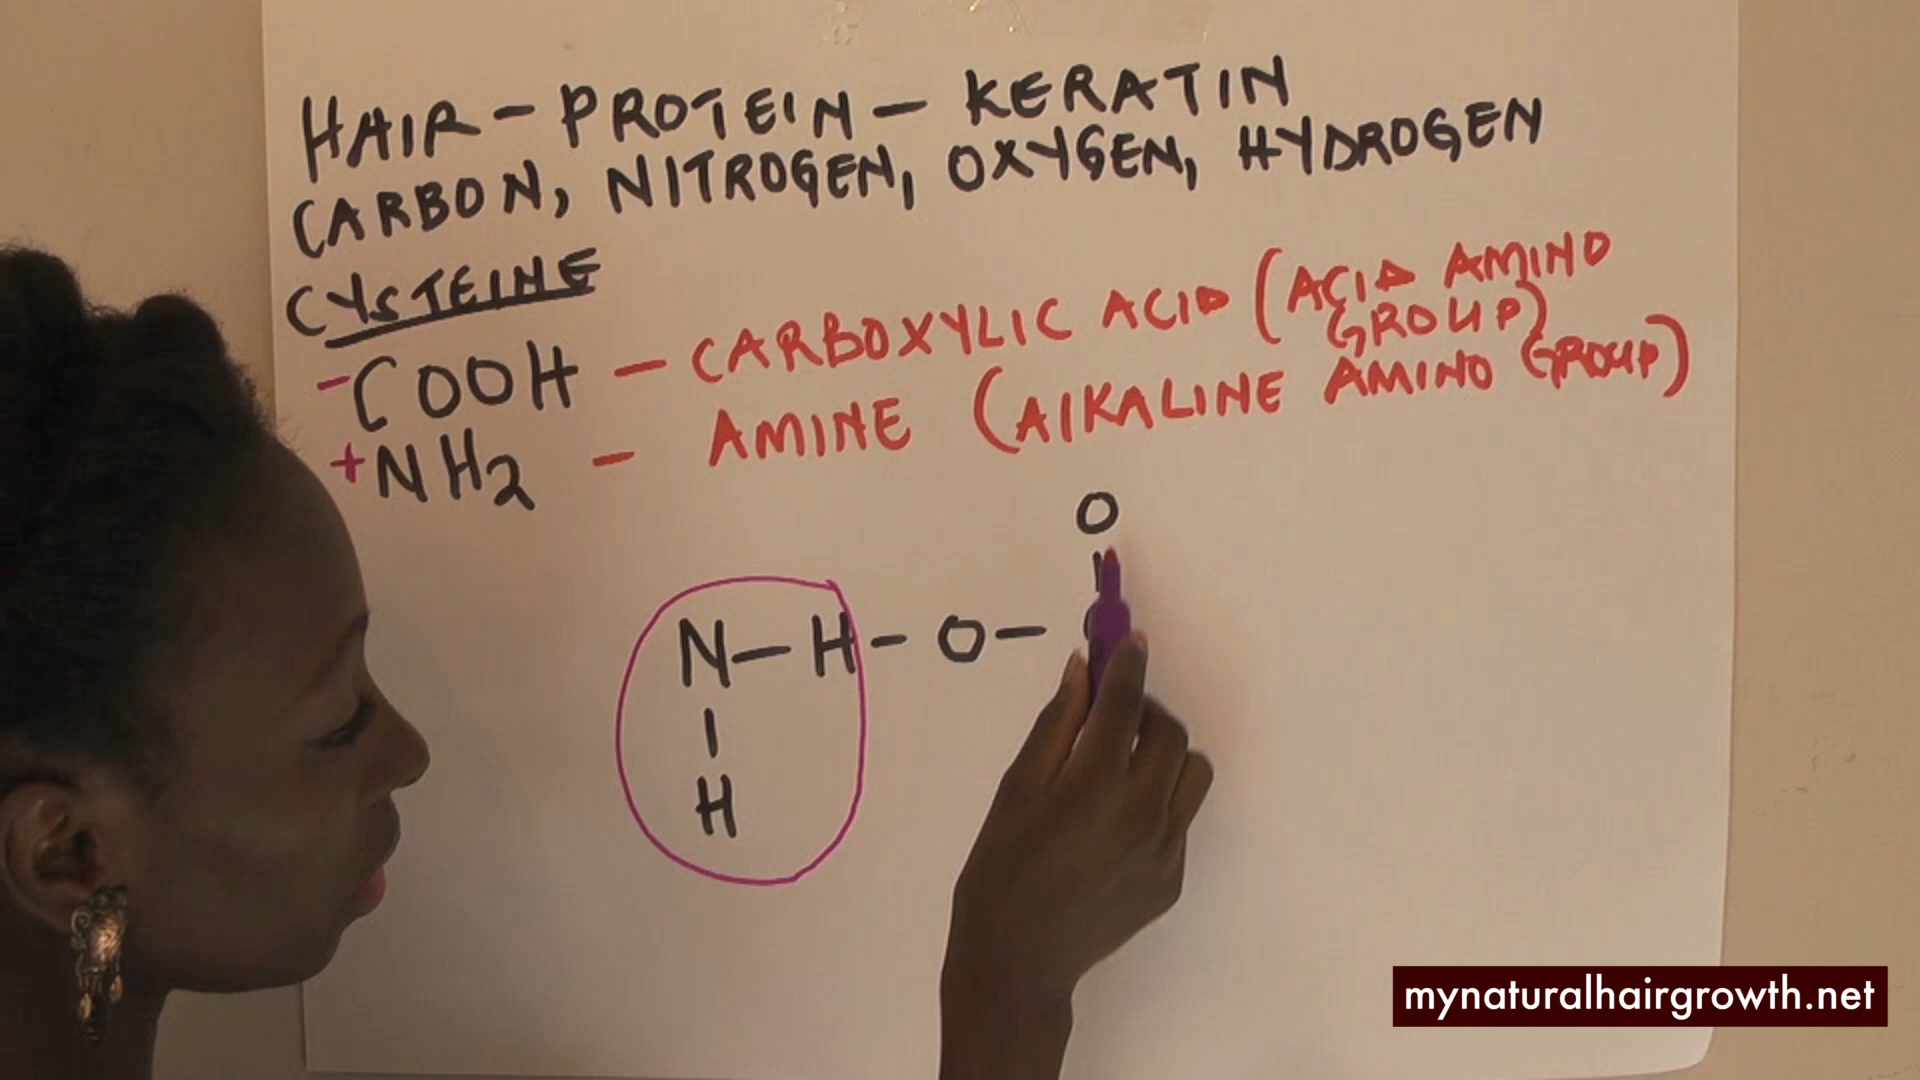 HAIR - PROTEIN - KERATIN
CARBON, NITROGEN, OXYGEN, HYDROGEN
CYSTEINE
-COOH - CARBOXYLIC ACID (ACID AMINO GROUP)
+NH2 - AMINE (AlKALINE AMINO GROUP)
O
N-H-O-
H
mynaturalhairgrowth.net